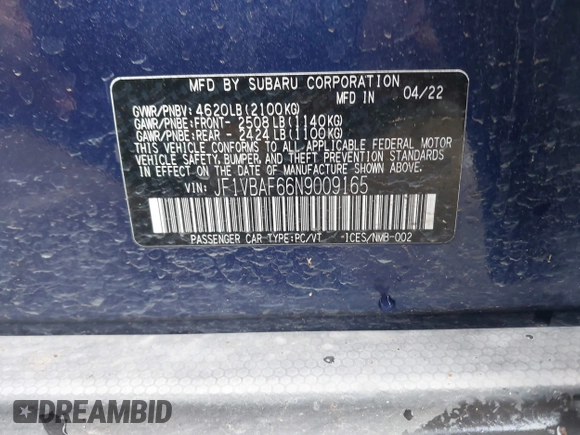 MFD BY SUBARU CORPORATION
MFD IN 04/22
GVWR/PNBV: 4620LB(2100KG)
GAWR/PNBE:FRONT- 2508LB(1140KG)
GAWR/PNBE:REAR - 2424LB(1100KG)
THIS VEHICLE CONFORMS TO ALL APPLICABLE FEDERAL MOTOR
VEHICLE SAFETY, BUMPER, AND THEFT PREVENTION STANDARDS
IN EFFECT ON THE DATE OF MANUFACTURE SHOWN ABOVE.
VIN: JF1VBAF66N9009165
PASSENGER CAR TYPE:PC/VT -ICES/NMB-002
DREAMBID